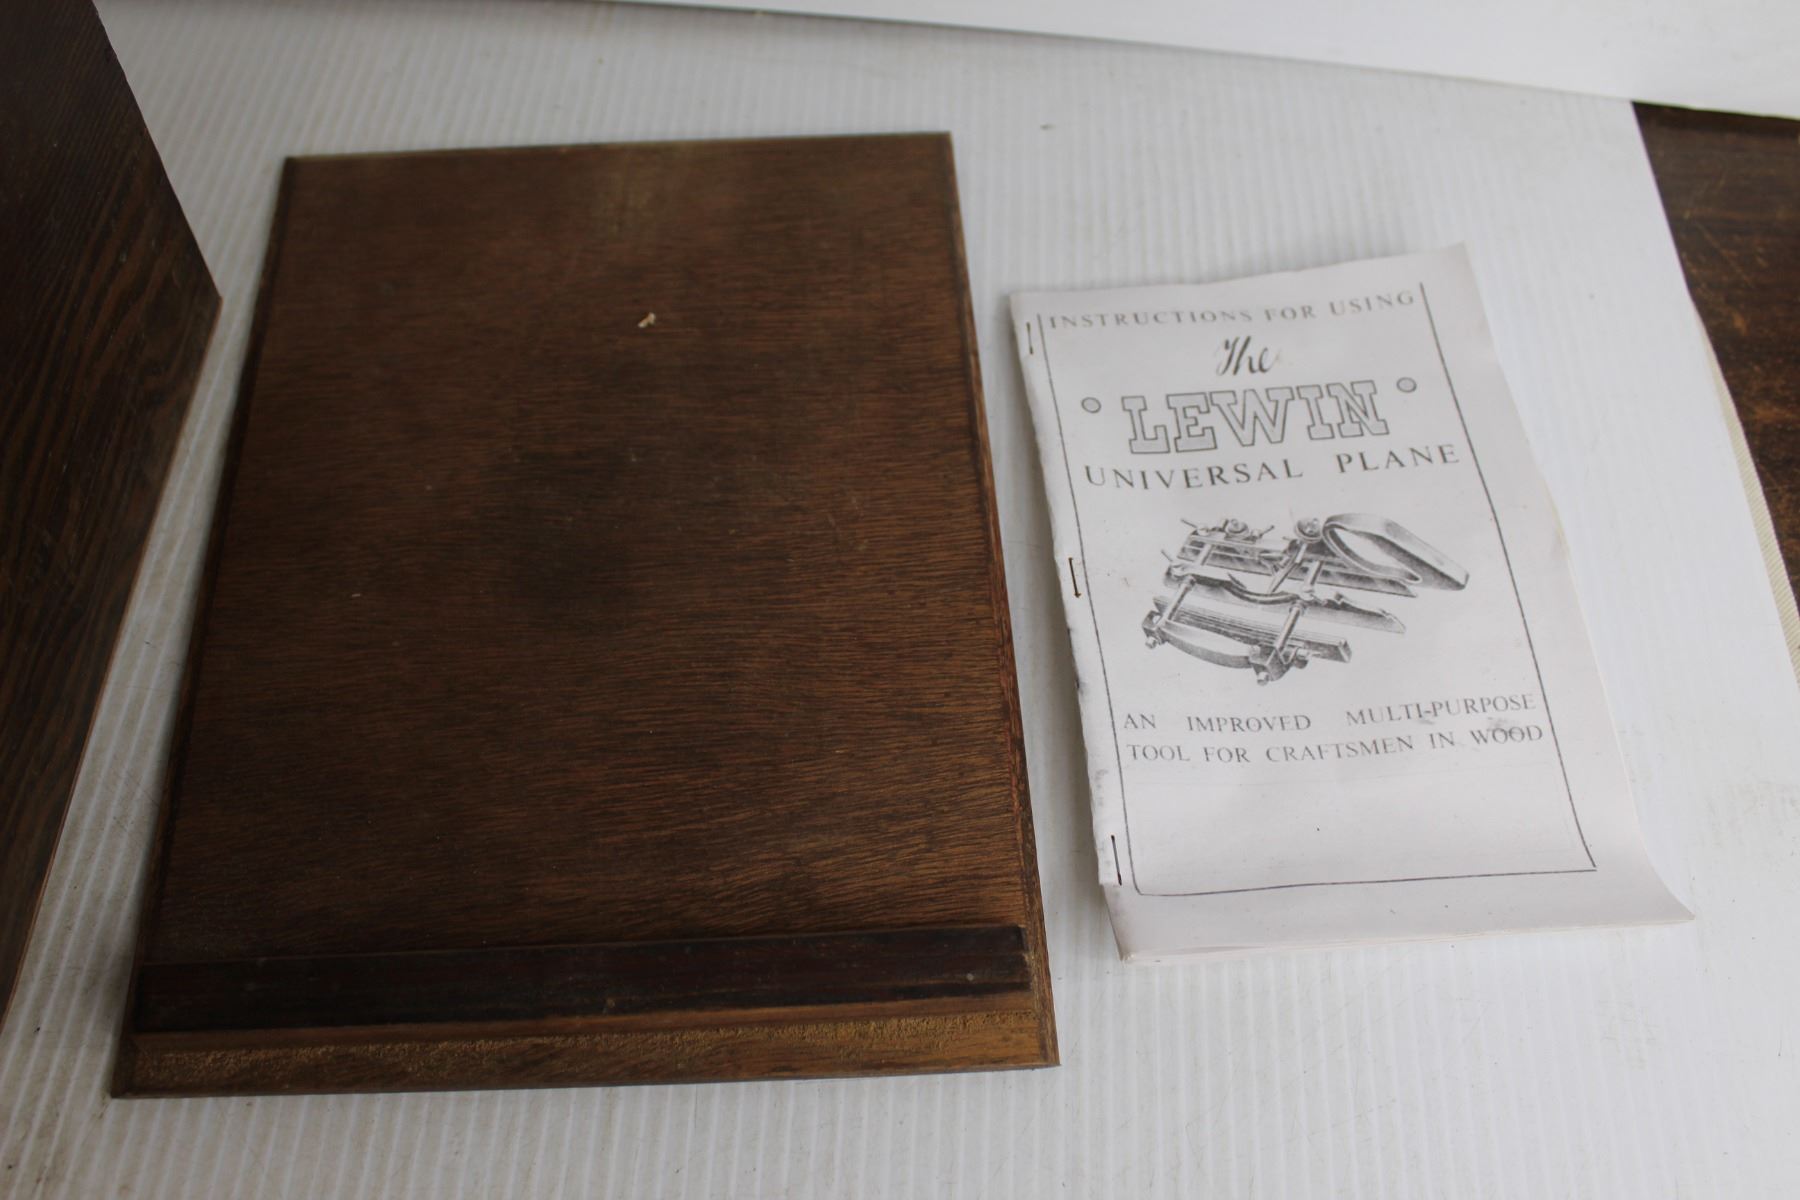 INSTRUCTIONS FOR USING
The
LEWIN
UNIVERSAL PLANE
AN IMPROVED MULTI-PURPOSE
TOOL FOR CRAFTSMEN IN WOOD